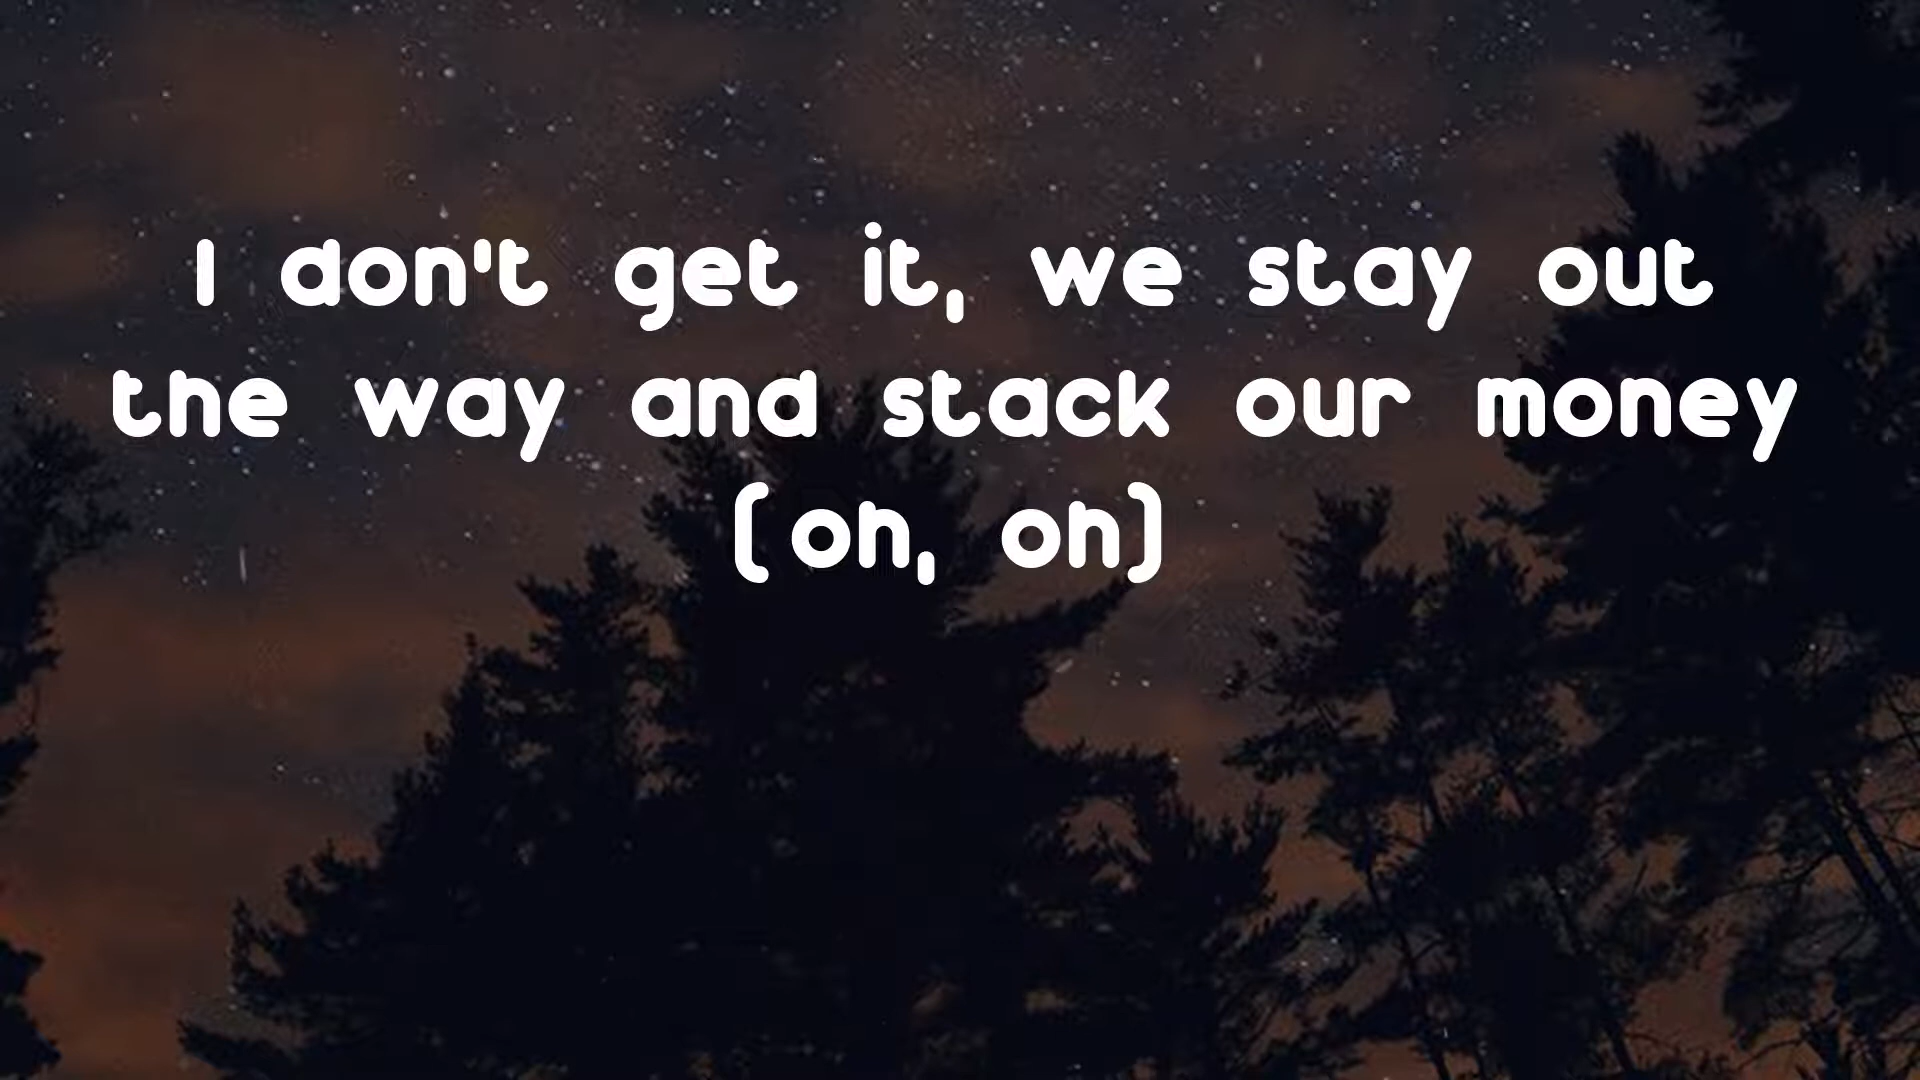 I don't get it, we stay out
the way and stack our money
(oh, oh)